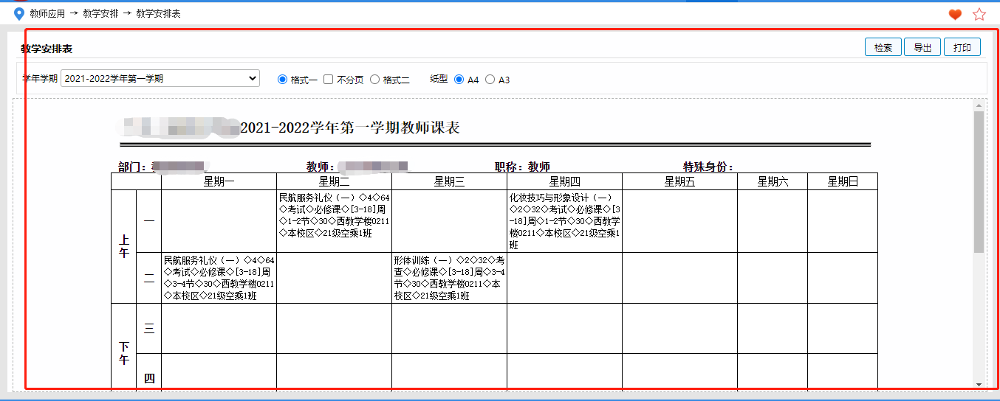 教师应用 → 教学安排 → 教学安排表
教学安排表
检索 导出 打印
学年学期 2021-2022学年第一学期 格式一 不分页 格式二 纸型 A4 A3
2021-2022学年第一学期教师课表
部门: 教师: 职称: 教师 特殊身份:
星期一 星期二 星期三 星期四 星期五 星期六 星期日
上午
一
民航服务礼仪（一）◇4◇64
◇考试◇必修课◇[3-18]周
◇1-2节◇30◇西教学楼0211
◇本校区◇21级空乘1班
化妆技巧与形象设计（一）
◇2◇32◇考试◇必修课◇[3
-18]周◇1-2节◇30◇西教学
楼0211◇本校区◇21级空乘1
班
二
民航服务礼仪（一）◇4◇64
◇考试◇必修课◇[3-18]周
◇3-4节◇30◇西教学楼0211
◇本校区◇21级空乘1班
形体训练（一）◇2◇32◇考
查◇必修课◇[3-18]周◇3-4
节◇30◇西教学楼0211◇本
校区◇21级空乘1班
下午
三
四